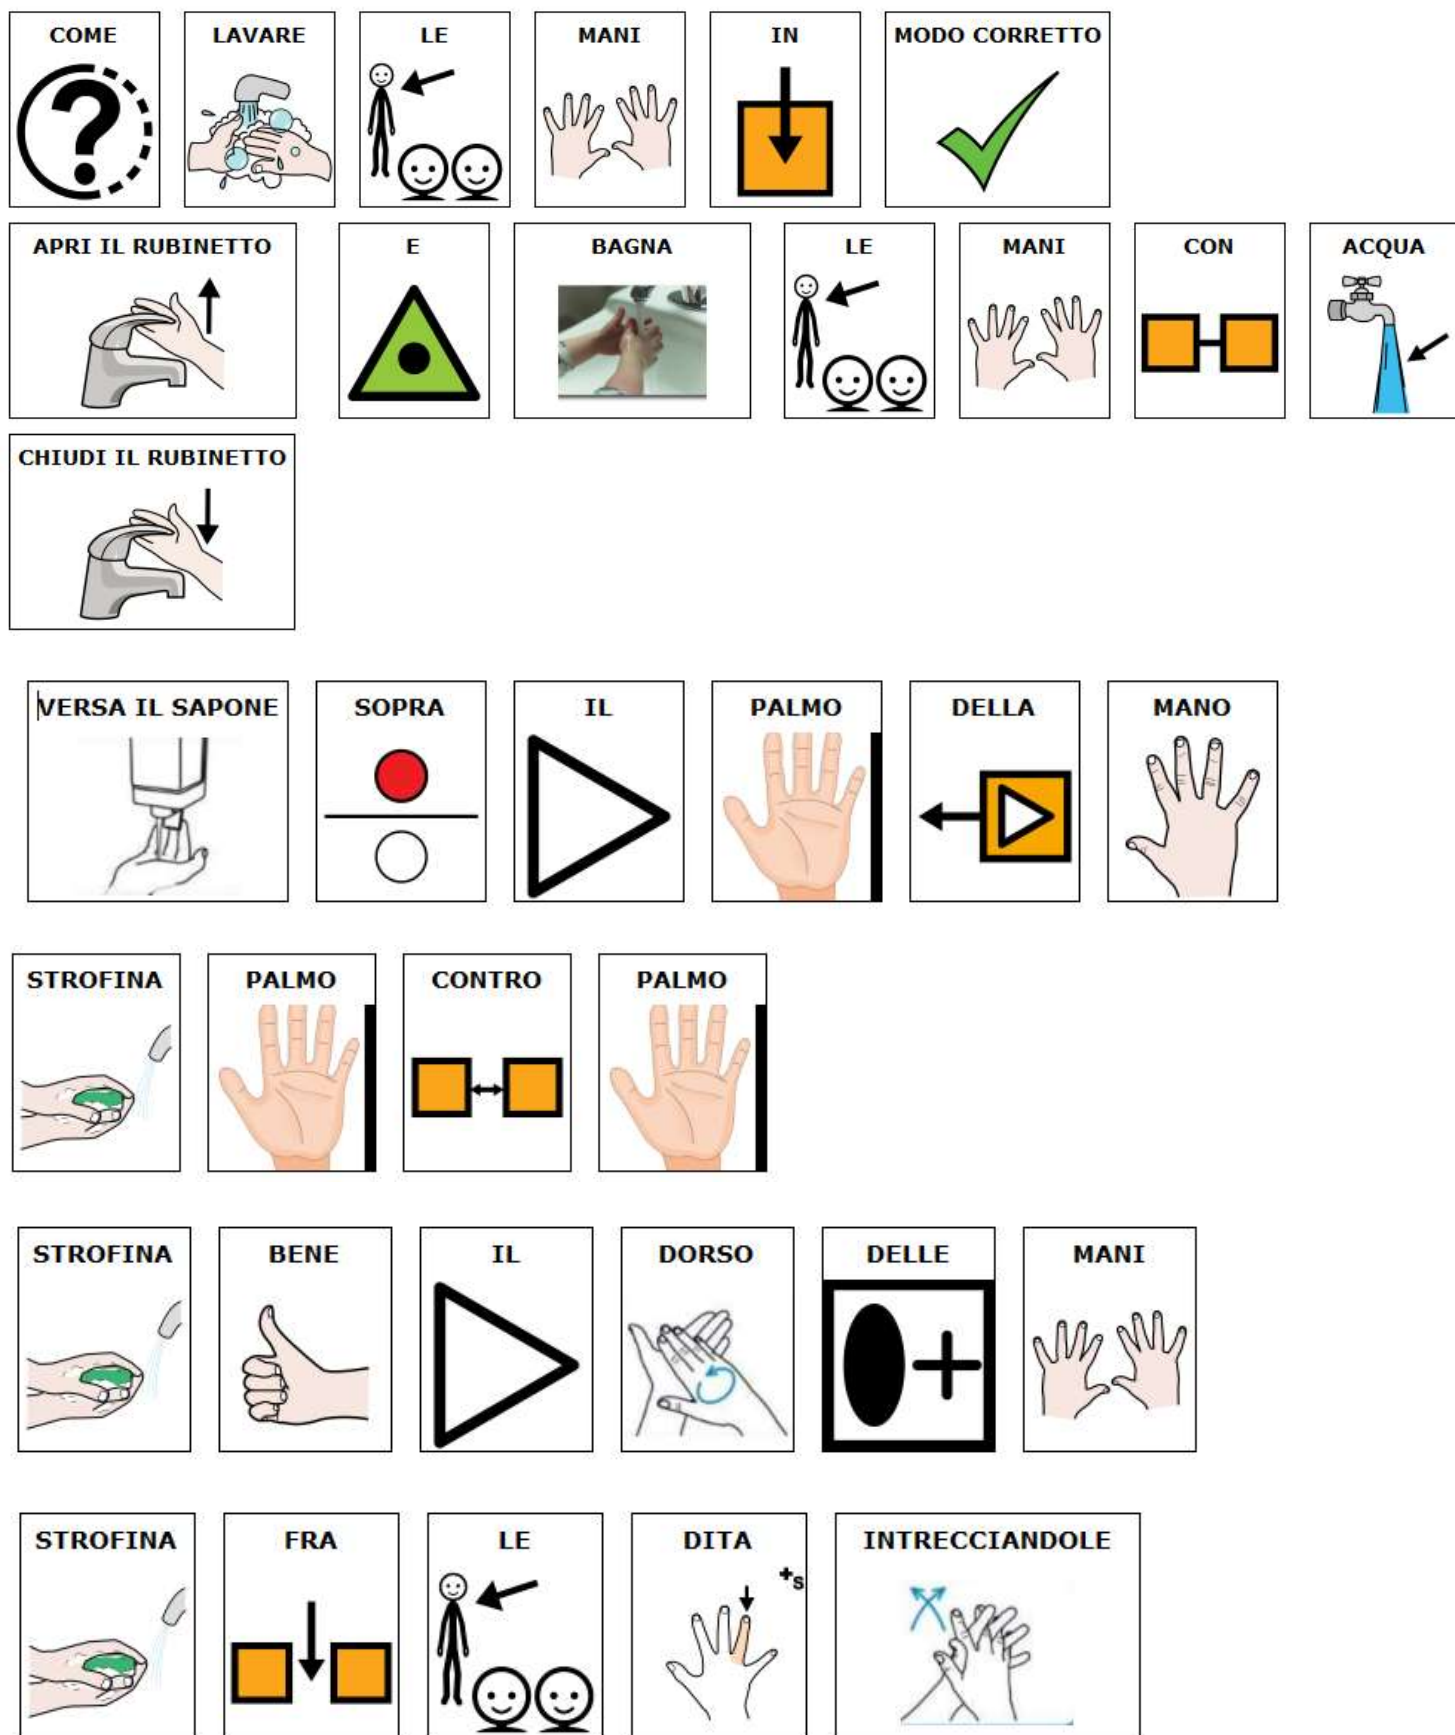 COME LAVARE LE MANI IN MODO CORRETTO
APRI IL RUBINETTO E BAGNA LE MANI CON ACQUA
CHIUDI IL RUBINETTO
VERSA IL SAPONE SOPRA IL PALMO DELLA MANO
STROFINA PALMO CONTRO PALMO
STROFINA BENE IL DORSO DELLE MANI
STROFINA FRA LE DITA INTRECCIANDOLE
+s